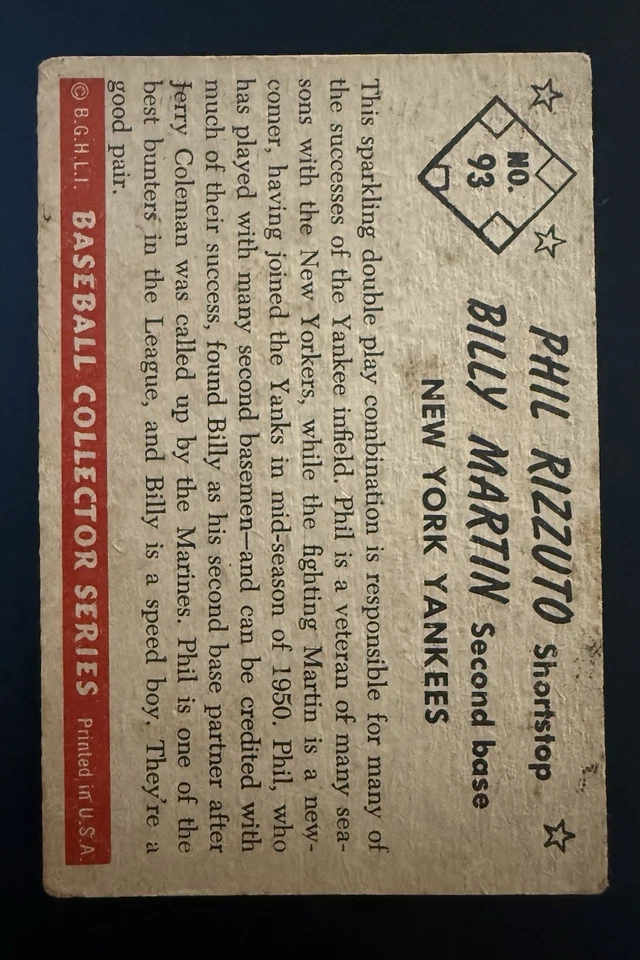 NO.
93
PHIL RIZZUTO Shortstop
BILLY MARTIN Second base
NEW YORK YANKEES
This sparkling double play combination is responsible for many of
the successes of the Yankee infield. Phil is a veteran of many sea-
sons with the New Yorkers, while the fighting Martin is a new-
comer, having joined the Yanks in mid-season of 1950. Phil, who
has played with many second basemen—and can be credited with
much of their success, found Billy as his second base partner after
Jerry Coleman was called up by the Marines. Phil is one of the
best bunters in the League, and Billy is a speed boy. They're a
good pair.
© B.G.H.L.I. BASEBALL COLLECTOR SERIES Printed in U.S.A.